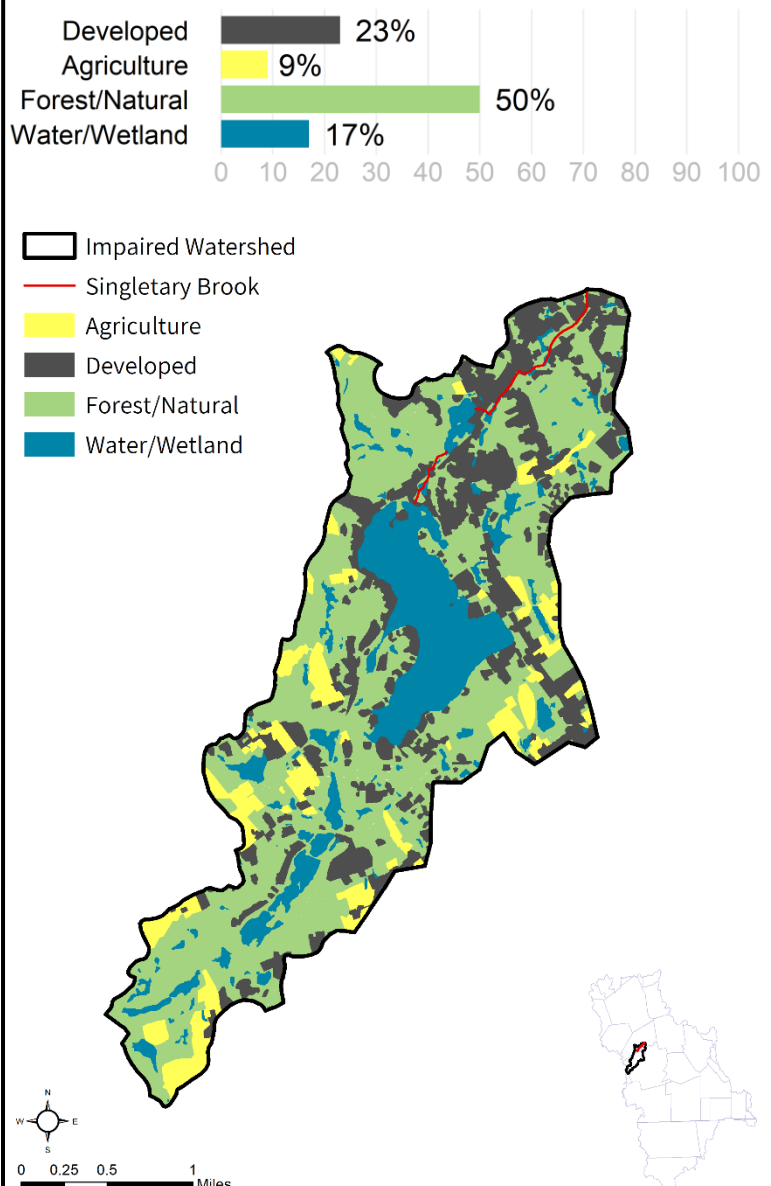 Developed 23%
Agriculture 9%
Forest/Natural 50%
Water/Wetland 17%
0 10 20 30 40 50 60 70 80 90 100
Impaired Watershed
Singletary Brook
Agriculture
Developed
Forest/Natural
Water/Wetland
N
W E
S
0 0.25 0.5 1
Miles